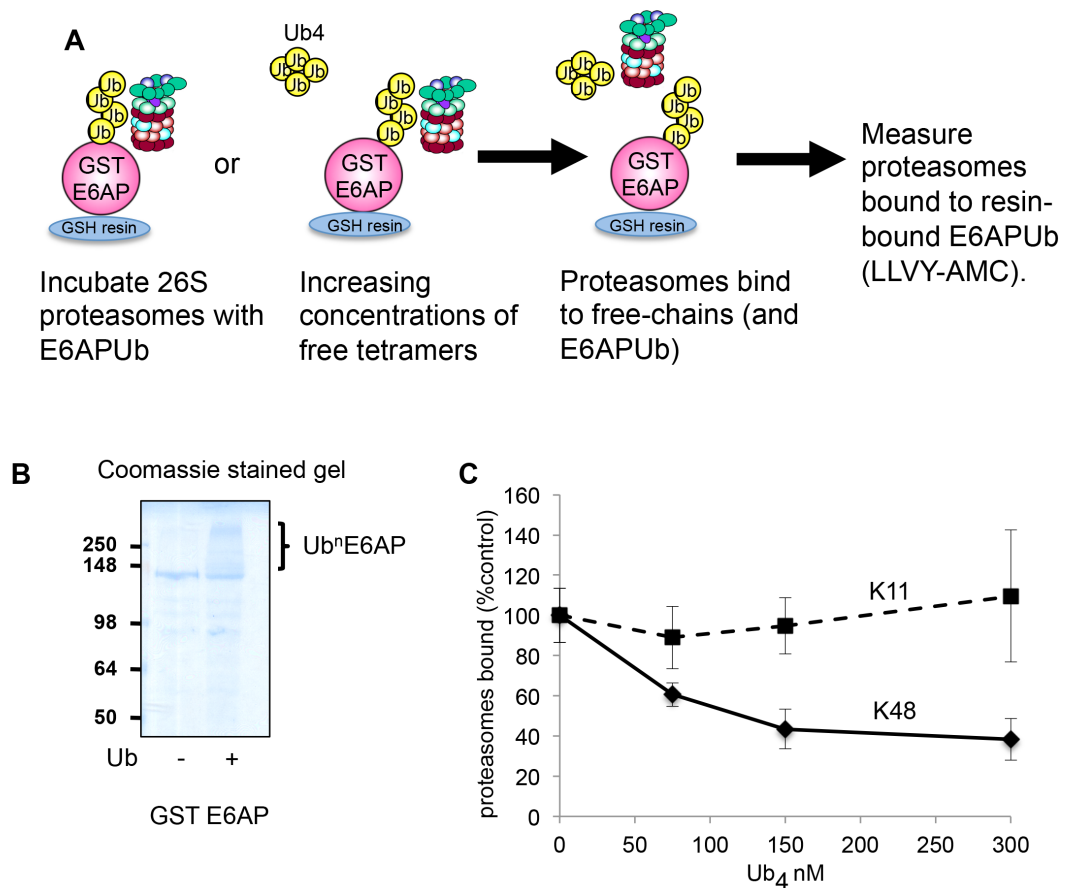 A
Ub4
Ub
Ub
Ub
Ub
GST
E6AP
GSH resin
or
Ub
Ub
Ub
Ub
Ub
Ub
Ub
Ub
GST
E6AP
GSH resin
Ub
Ub
Ub
Ub
Ub
Ub
Ub
Ub
GST
E6AP
GSH resin
Measure
proteasomes
bound to resin-
bound E6APUb
(LLVY-AMC).
Incubate 26S
proteasomes with
E6APUb
Increasing
concentrations of
free tetramers
Proteasomes bind
to free-chains (and
E6APUb)
B
Coomassie stained gel
250
148
98
64
50
UbⁿE6AP
Ub - +
GST E6AP
C
proteasomes bound (%control)
160
140
120
100
80
60
40
20
0
K11
K48
0 50 100 150 200 250 300
Ub₄ nM